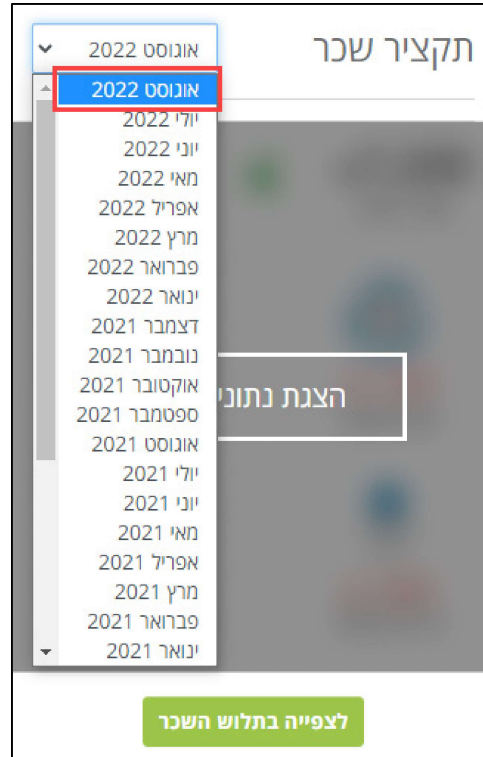 תקציר שכר
אוגוסט 2022
אוגוסט 2022
יולי 2022
יוני 2022
מאי 2022
אפריל 2022
מרץ 2022
פברואר 2022
ינואר 2022
דצמבר 2021
נובמבר 2021
אוקטובר 2021
ספטמבר 2021
אוגוסט 2021
יולי 2021
יוני 2021
מאי 2021
אפריל 2021
מרץ 2021
פברואר 2021
ינואר 2021
הצגת נתוני
לצפייה בתלוש השכר